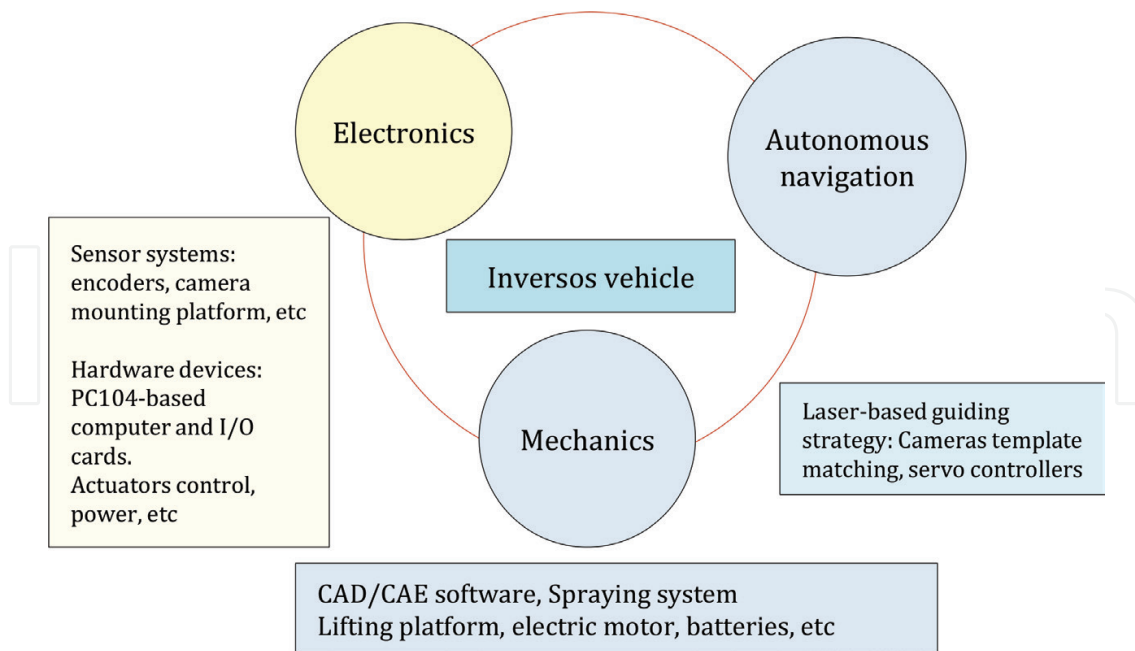 Electronics
Autonomous
navigation
Inversos vehicle
Sensor systems:
encoders, camera
mounting platform, etc
Hardware devices:
PC104-based
computer and I/O
cards.
Actuators control,
power, etc
Mechanics
Laser-based guiding
strategy: Cameras template
matching, servo controllers
CAD/CAE software, Spraying system
Lifting platform, electric motor, batteries, etc